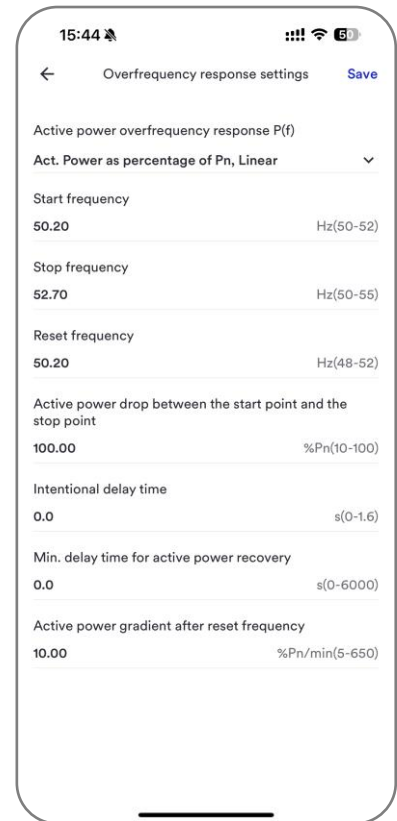 15:44
50
Overfrequency response settings Save
Active power overfrequency response P(f)
Act. Power as percentage of Pn, Linear
Start frequency
50.20 Hz(50-52)
Stop frequency
52.70 Hz(50-55)
Reset frequency
50.20 Hz(48-52)
Active power drop between the start point and the
stop point
100.00 %Pn(10-100)
Intentional delay time
0.0 s(0-1.6)
Min. delay time for active power recovery
0.0 s(0-6000)
Active power gradient after reset frequency
10.00 %Pn/min(5-650)